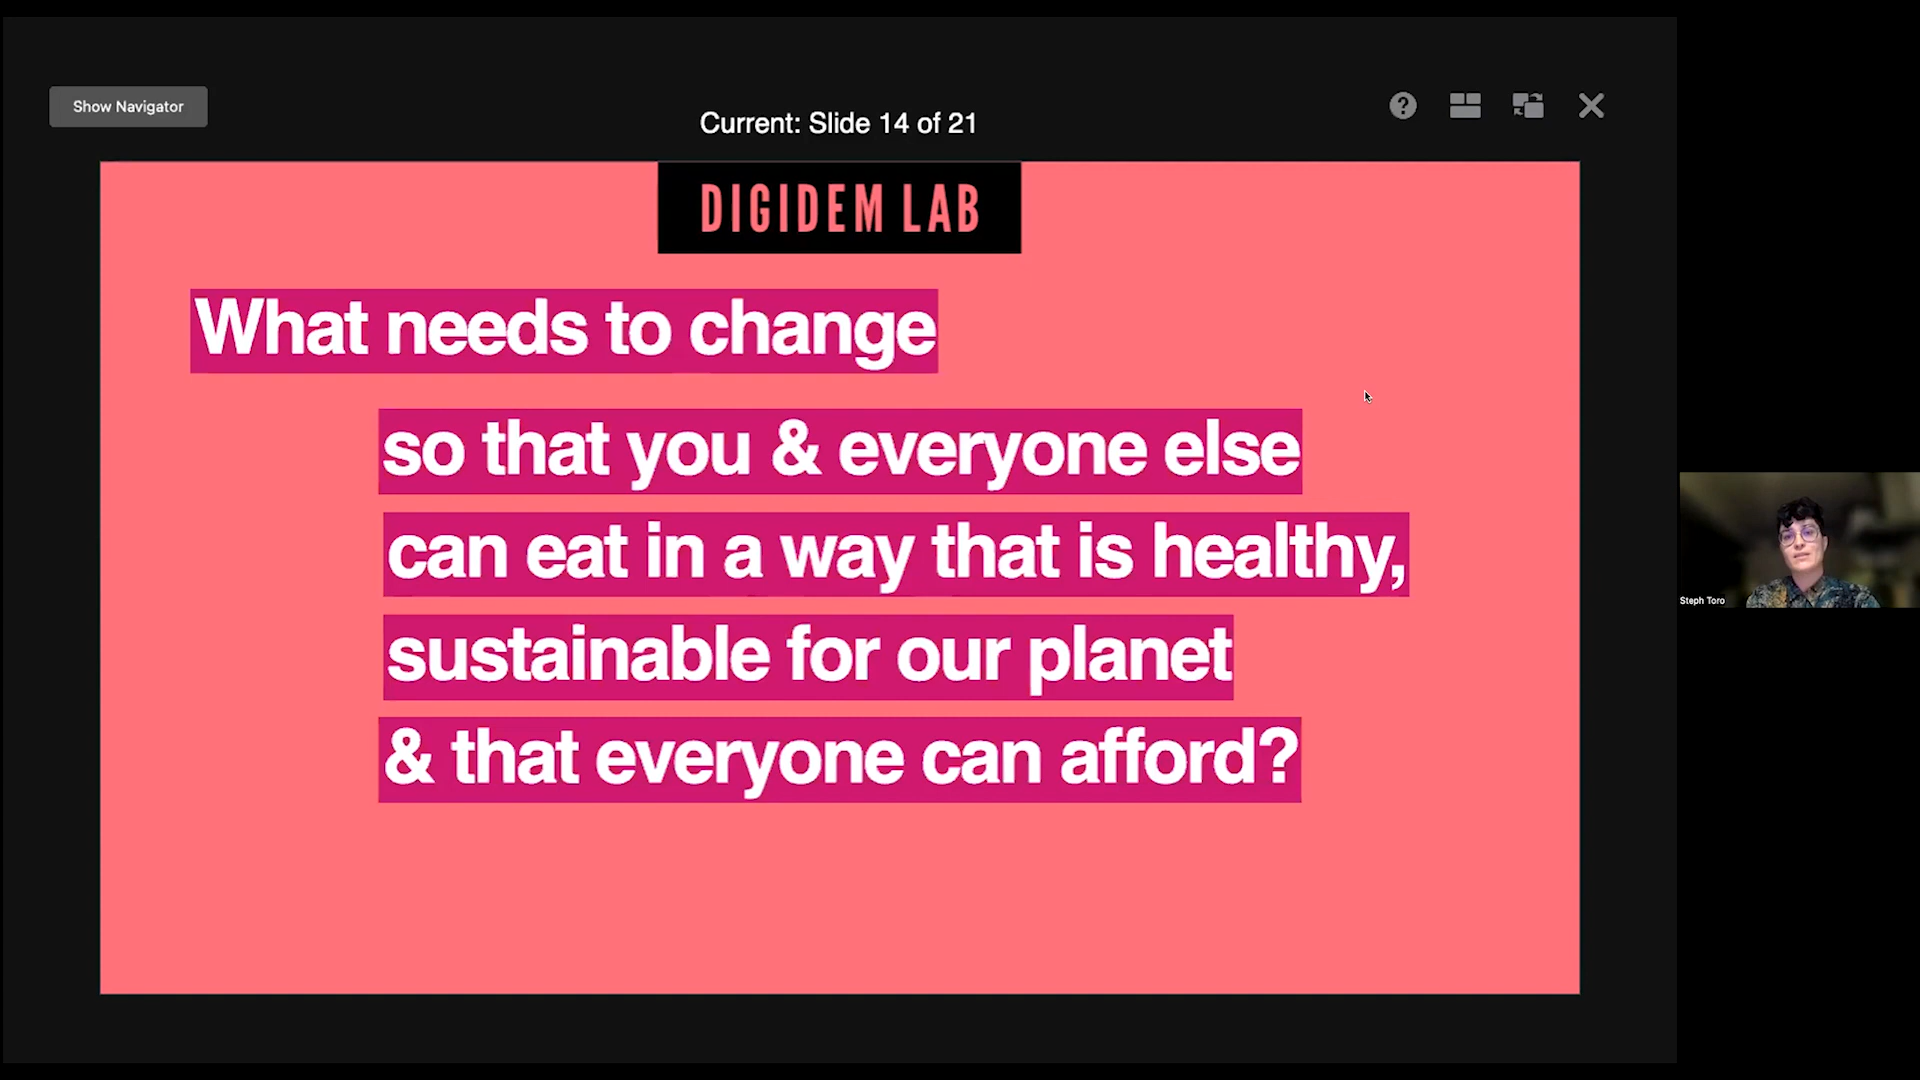 Show Navigator
Current: Slide 14 of 21
DIGIDEM LAB
What needs to change
so that you & everyone else
can eat in a way that is healthy,
sustainable for our planet
& that everyone can afford?
Steph Toro